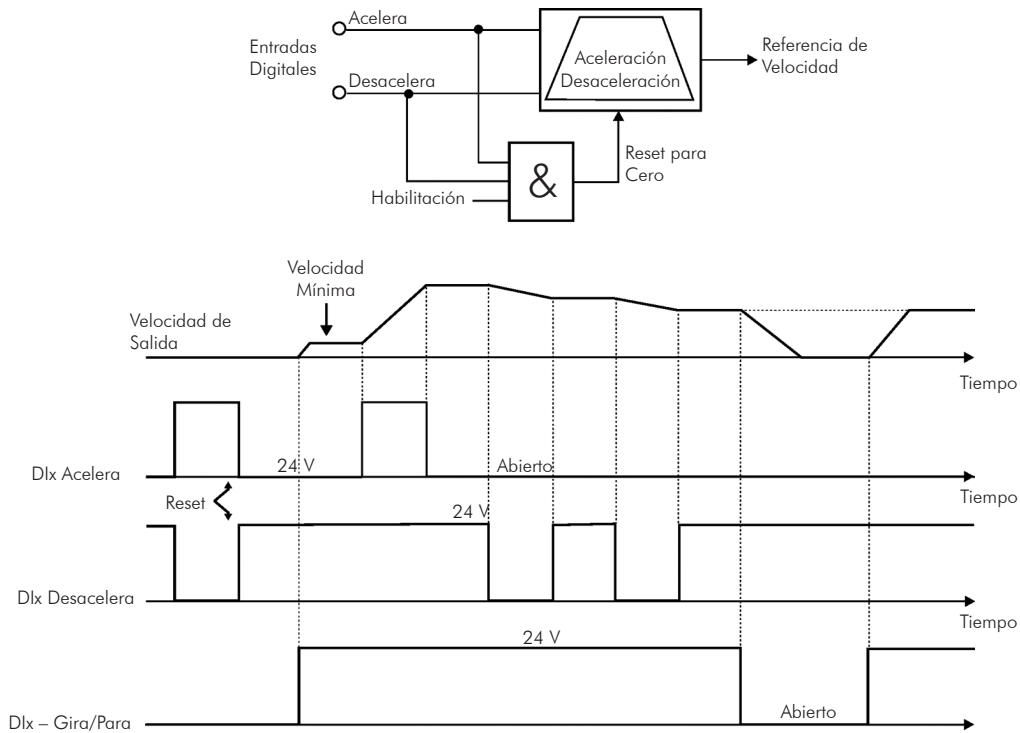 Acelera
Entradas
Digitales
Desacelera
Aceleración
Desaceleración
Referencia de
Velocidad
&
Habilitación
Reset para
Cero
Velocidad
Mínima
Velocidad de
Salida
Tiempo
DIx Acelera
24 V
Abierto
Tiempo
Reset
24 V
DIx Desacelera
Tiempo
24 V
DIx – Gira/Para
Abierto